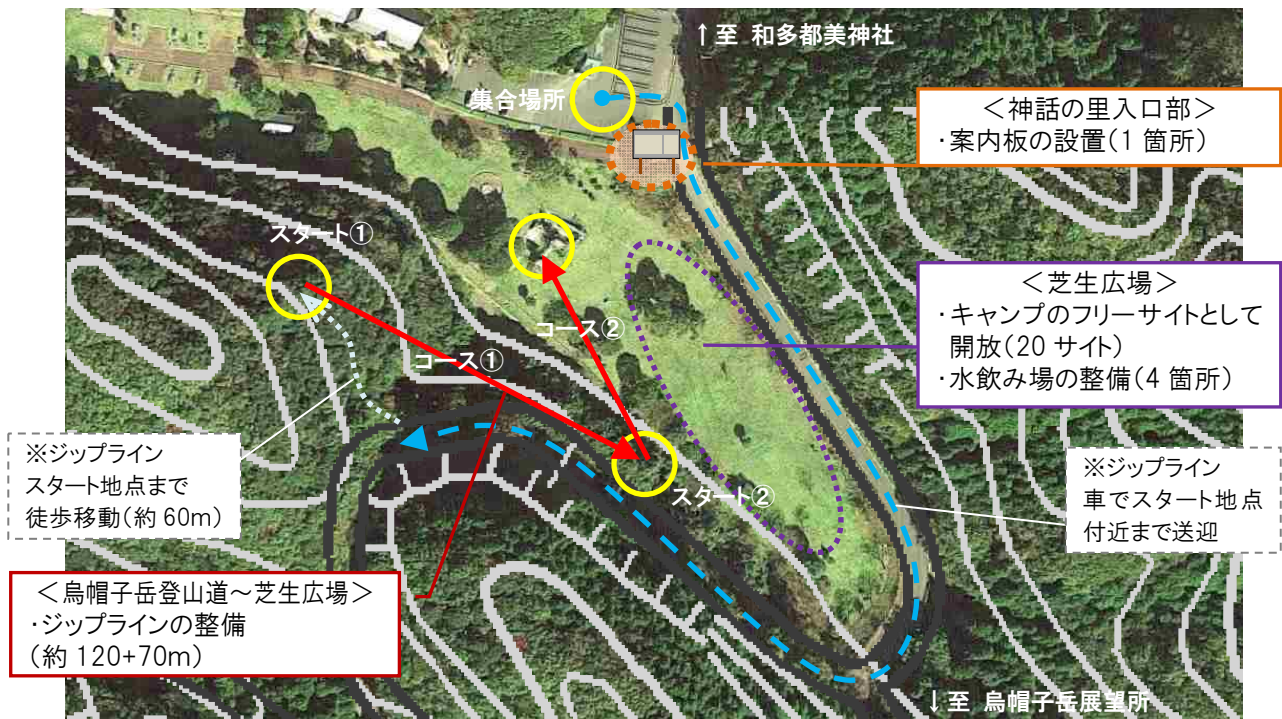 ↑至 和多都美神社
集合場所
＜神話の里入口部＞
・案内板の設置(1 箇所)
スタート①
コース②
コース①
＜芝生広場＞
・キャンプのフリーサイトとして
開放(20 サイト)
・水飲み場の整備(4 箇所)
※ジップライン
スタート地点まで
徒歩移動(約 60m)
スタート②
※ジップライン
車でスタート地点
付近まで送迎
＜烏帽子岳登山道～芝生広場＞
・ジップラインの整備
(約 120+70m)
↓至 烏帽子岳展望所